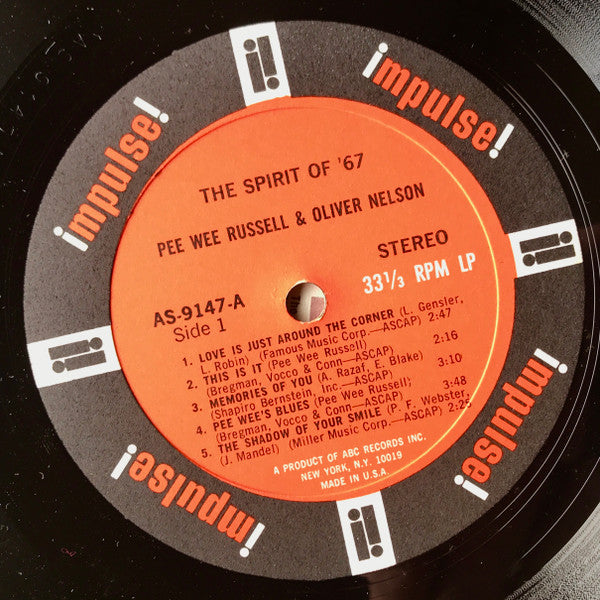 impulse!
impulse!
THE SPIRIT OF '67
PEE WEE RUSSELL & OLIVER NELSON
STEREO
33⅓ RPM LP
AS-9147-A
Side 1
1. LOVE IS JUST AROUND THE CORNER (L. Gensler,
L. Robin) (Famous Music Corp.—ASCAP) 2:47
2. THIS IS IT (Pee Wee Russell)
(Bregman, Vocco & Conn—ASCAP) 2:16
3. MEMORIES OF YOU (A. Razaf, E. Blake)
(Shapiro Bernstein, Inc.—ASCAP) 3:10
4. PEE WEE'S BLUES (Pee Wee Russell)
(Bregman, Vocco & Conn—ASCAP) 3:48
5. THE SHADOW OF YOUR SMILE (P. F. Webster,
J. Mandel) (Miller Music Corp.—ASCAP) 2:25
A PRODUCT OF ABC RECORDS INC.
NEW YORK, N.Y. 10019
MADE IN U.S.A.
impulse!
impulse!